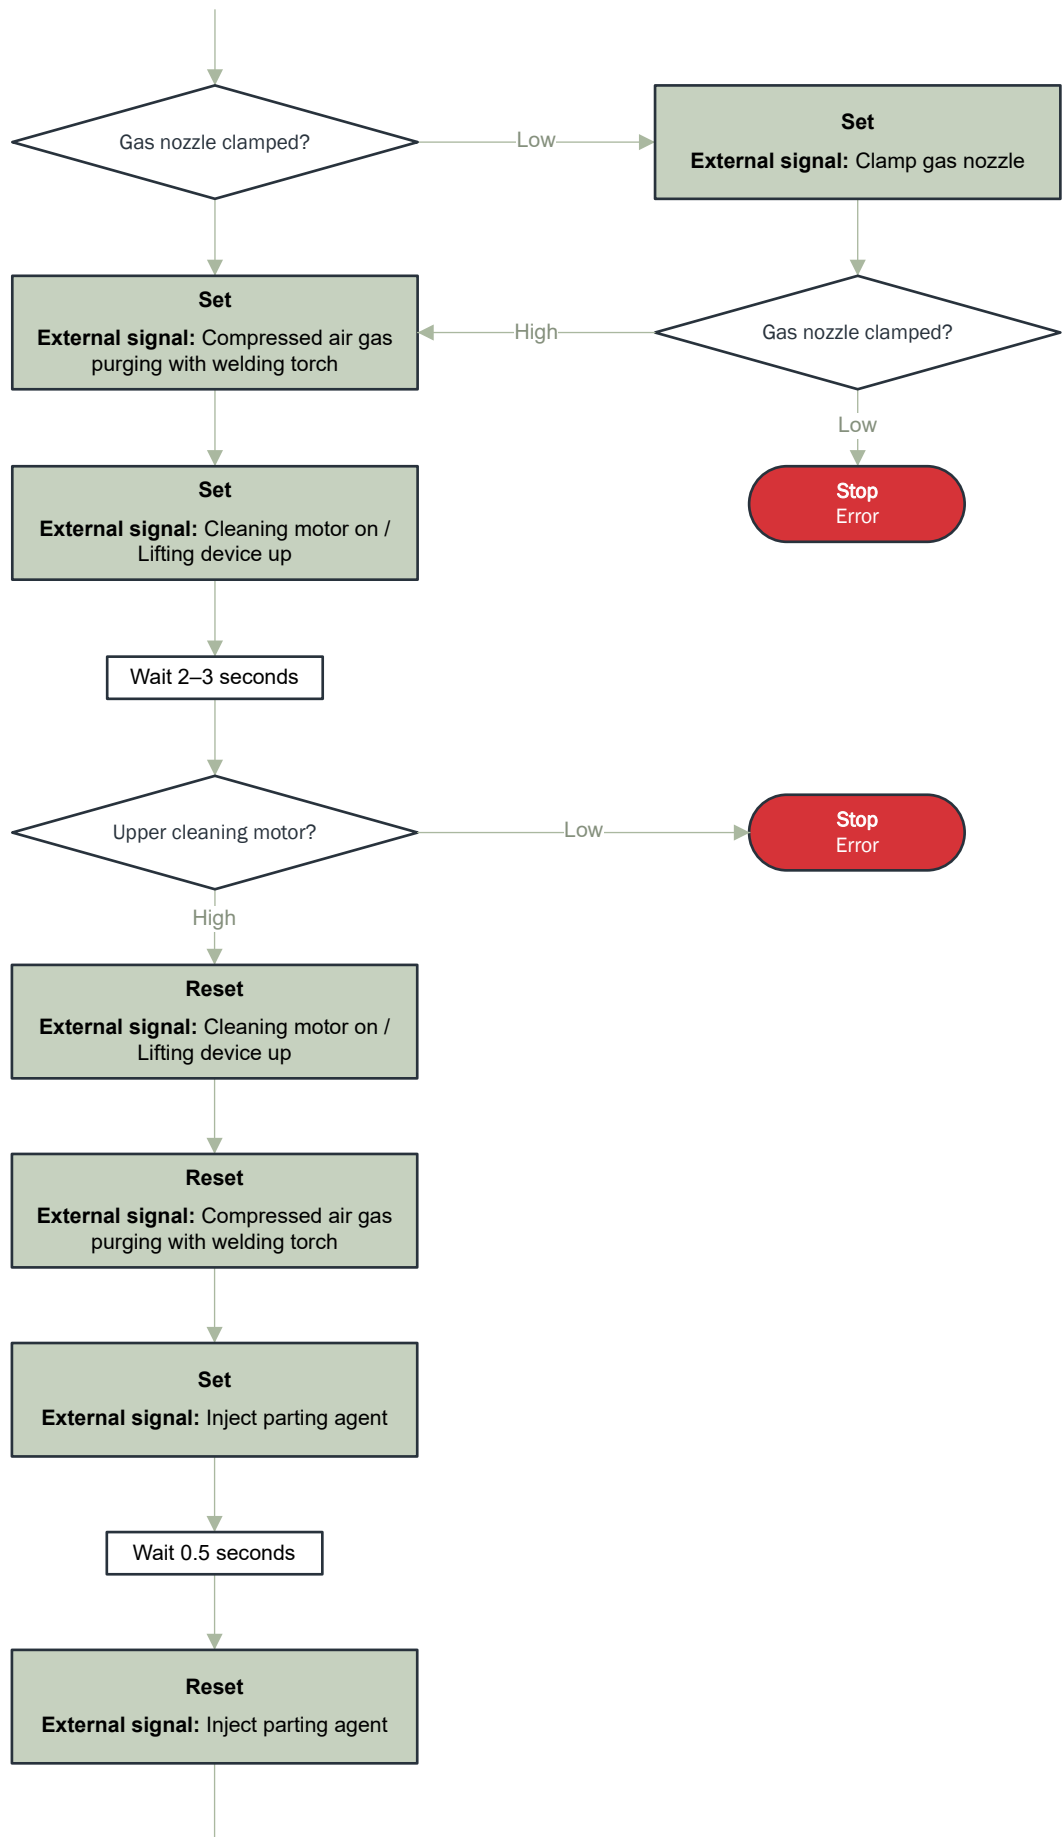 Gas nozzle clamped?
Low
Set
External signal: Clamp gas nozzle
Set
External signal: Compressed air gas
purging with welding torch
High
Gas nozzle clamped?
Low
Set
External signal: Cleaning motor on /
Lifting device up
Stop
Error
Wait 2–3 seconds
Upper cleaning motor?
Low
Stop
Error
High
Reset
External signal: Cleaning motor on /
Lifting device up
Reset
External signal: Compressed air gas
purging with welding torch
Set
External signal: Inject parting agent
Wait 0.5 seconds
Reset
External signal: Inject parting agent